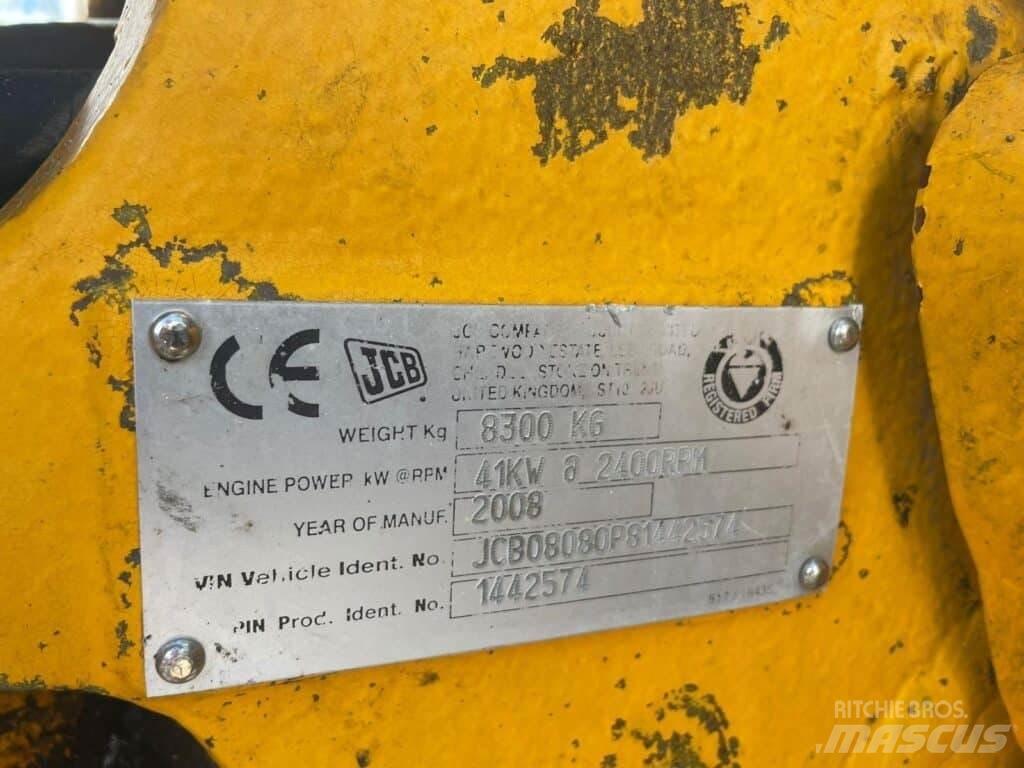 CE JCB
UNITED KINGDOM,
REGISTERED FIRM
WEIGHT Kg 8300 KG
ENGINE POWER kW @ RPM 41KW @ 2400RPM
YEAR OF MANUF. 2008
VIN Vehicle Ident. No. JCB08080P81442574
PIN Prod. Ident. No. 1442574
RITCHIE BROS.
MASCUS